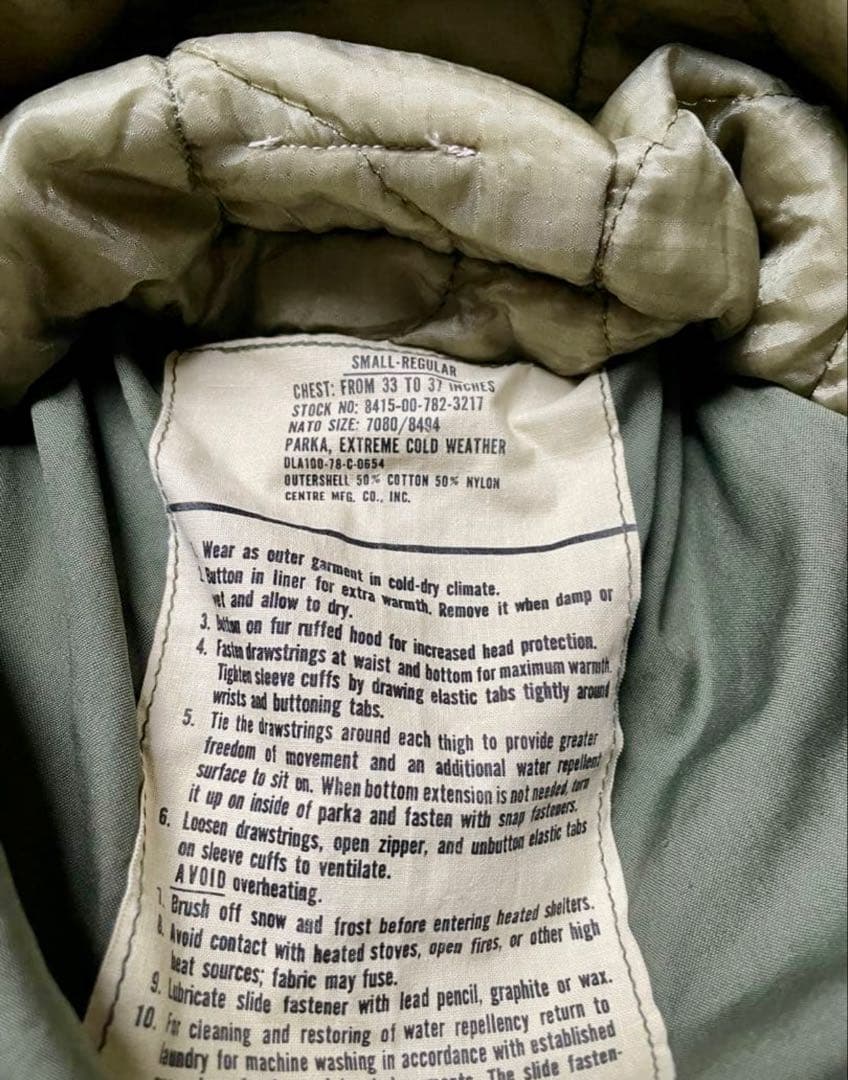 SMALL-REGULAR
CHEST: FROM 33 TO 37 INCHES
STOCK NO: 8415-00-782-3217
NATO SIZE: 7080/8494
PARKA, EXTREME COLD WEATHER
DLA100-78-C-0654
OUTERSHELL 50% COTTON 50% NYLON
CENTRE MFG. CO., INC.
Wear as outer garment in cold-dry climate.
Button in liner for extra warmth. Remove it when damp or
wet and allow to dry.
3. Button on fur ruffed hood for increased head protection.
4. Fasten drawstrings at waist and bottom for maximum warmth.
Tighten sleeve cuffs by drawing elastic tabs tightly around
wrists and buttoning tabs.
5. Tie the drawstrings around each thigh to provide greater
freedom of movement and an additional water repellent
surface to sit on. When bottom extension is not needed, turn
it up on inside of parka and fasten with snap fasteners.
6. Loosen drawstrings, open zipper, and unbutton elastic tabs
on sleeve cuffs to ventilate.
AVOID overheating.
7. Brush off snow and frost before entering heated shelters.
8. Avoid contact with heated stoves, open fires, or other high
heat sources; fabric may fuse.
9. Lubricate slide fastener with lead pencil, graphite or wax.
10. For cleaning and restoring of water repellency return to
laundry for machine washing in accordance with established
The slide fasten-